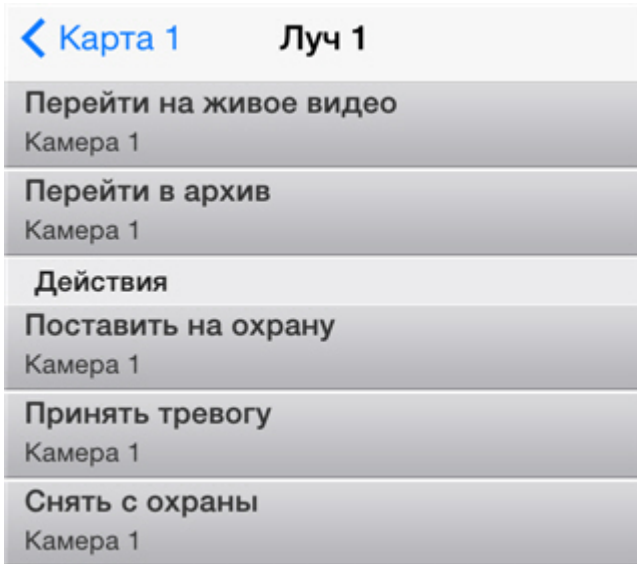 Карта 1 Луч 1
Перейти на живое видео
Камера 1
Перейти в архив
Камера 1
Действия
Поставить на охрану
Камера 1
Принять тревогу
Камера 1
Снять с охраны
Камера 1